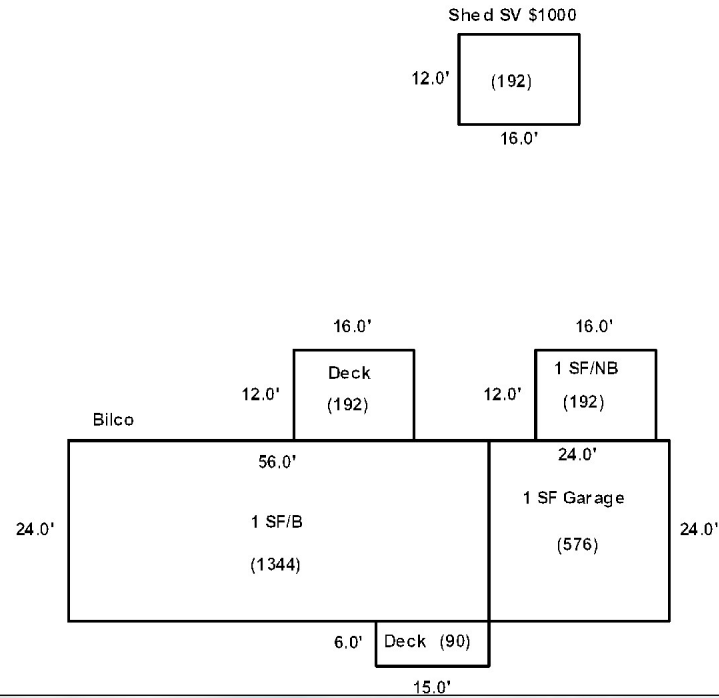 Shed SV $1000
12.0'
(192)
16.0'
16.0'
16.0'
Deck
1 SF/NB
12.0'
(192)
12.0'
(192)
Bilco
56.0'
24.0'
1 SF Garage
24.0'
1 SF/B
24.0'
(576)
(1344)
6.0'
Deck (90)
15.0'